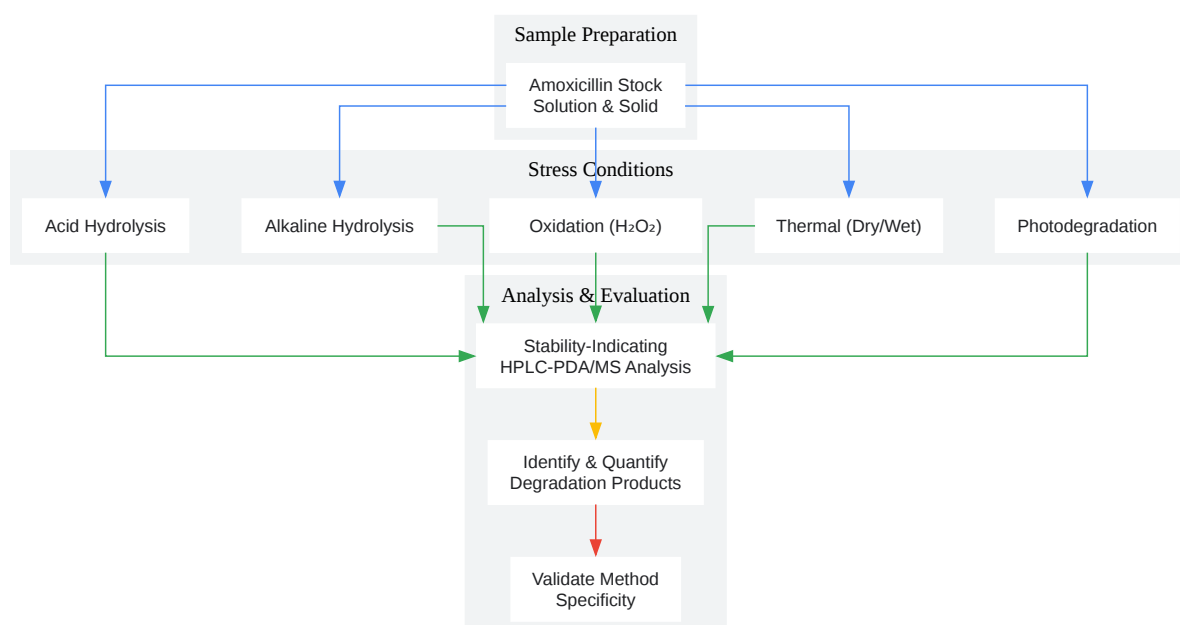 Sample Preparation
Amoxicillin Stock
Solution & Solid
Stress Conditions
Acid Hydrolysis
Alkaline Hydrolysis
Oxidation (H₂O₂)
Thermal (Dry/Wet)
Photodegradation
Analysis & Evaluation
Stability-Indicating
HPLC-PDA/MS Analysis
Identify & Quantify
Degradation Products
Validate Method
Specificity